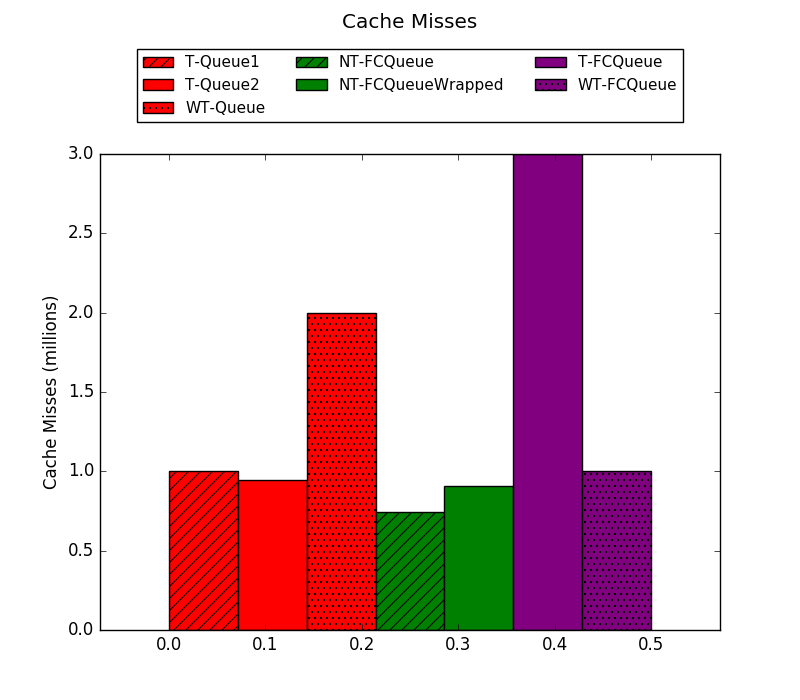 Cache Misses
T-Queue1 NT-FCQueue T-FCQueue
T-Queue2 NT-FCQueueWrapped WT-FCQueue
WT-Queue
3.0
2.5
2.0
1.5
1.0
0.5
0.0
Cache Misses (millions)
0.0 0.1 0.2 0.3 0.4 0.5